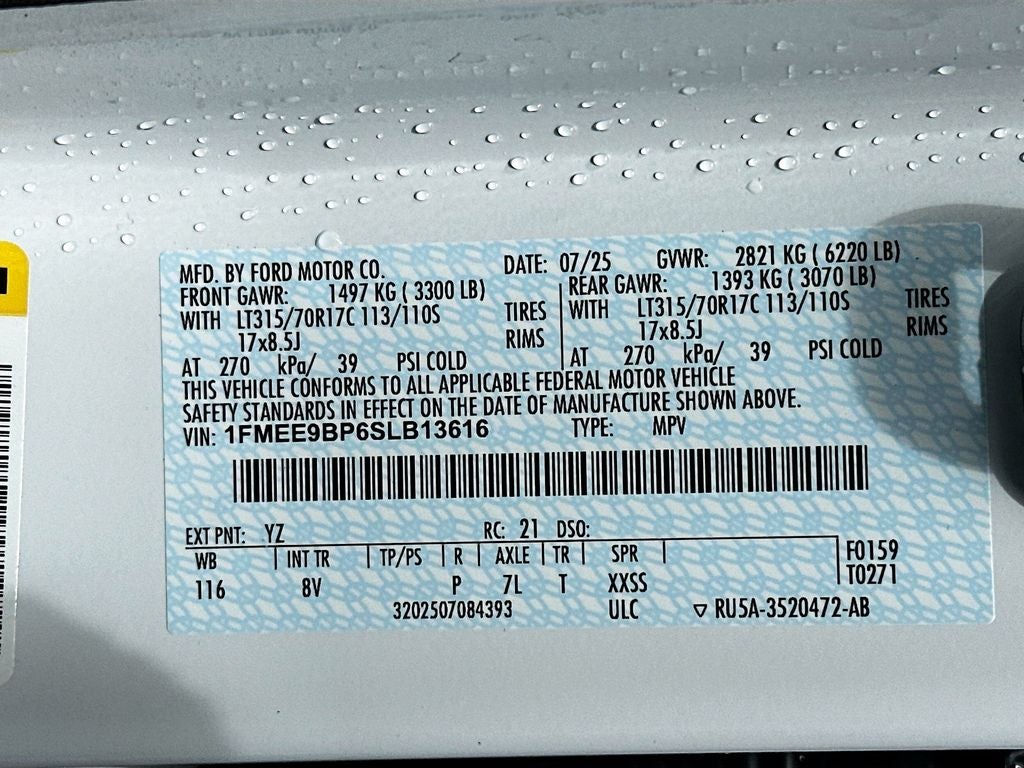 MFD. BY FORD MOTOR CO. DATE: 07/25 GVWR: 2821 KG ( 6220 LB)
FRONT GAWR: 1497 KG ( 3300 LB) REAR GAWR: 1393 KG ( 3070 LB)
WITH LT315/70R17C 113/110S TIRES WITH LT315/70R17C 113/110S TIRES
17x8.5J RIMS 17x8.5J RIMS
AT 270 kPa/ 39 PSI COLD AT 270 kPa/ 39 PSI COLD
THIS VEHICLE CONFORMS TO ALL APPLICABLE FEDERAL MOTOR VEHICLE
SAFETY STANDARDS IN EFFECT ON THE DATE OF MANUFACTURE SHOWN ABOVE.
VIN: 1FMEE9BP6SLB13616 TYPE: MPV
EXT PNT: YZ RC: 21 DSO:
WB INT TR TP/PS R AXLE TR SPR F0159
116 8V P 7L T XXSS T0271
3202507084393 ULC ▽ RU5A-3520472-AB